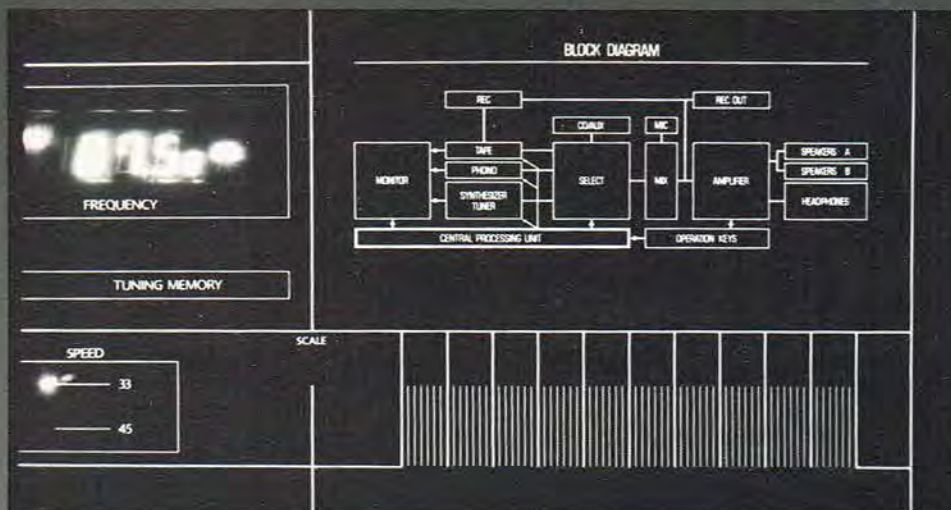 BLOCK DIAGRAM
REC
REC OUT
CD/AUX
MIC
TAPE
PHONO
SYNTHESIZER
TUNER
MONITOR
SELECT
MIX
AMPLIFIER
SPEAKERS A
SPEAKERS B
HEADPHONES
CENTRAL PROCESSING UNIT
OPERATION KEYS
FREQUENCY
TUNING MEMORY
SPEED
33
45
SCALE